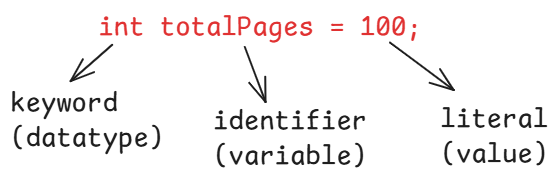 int totalPages = 100;
keyword
(datatype)
identifier
(variable)
literal
(value)